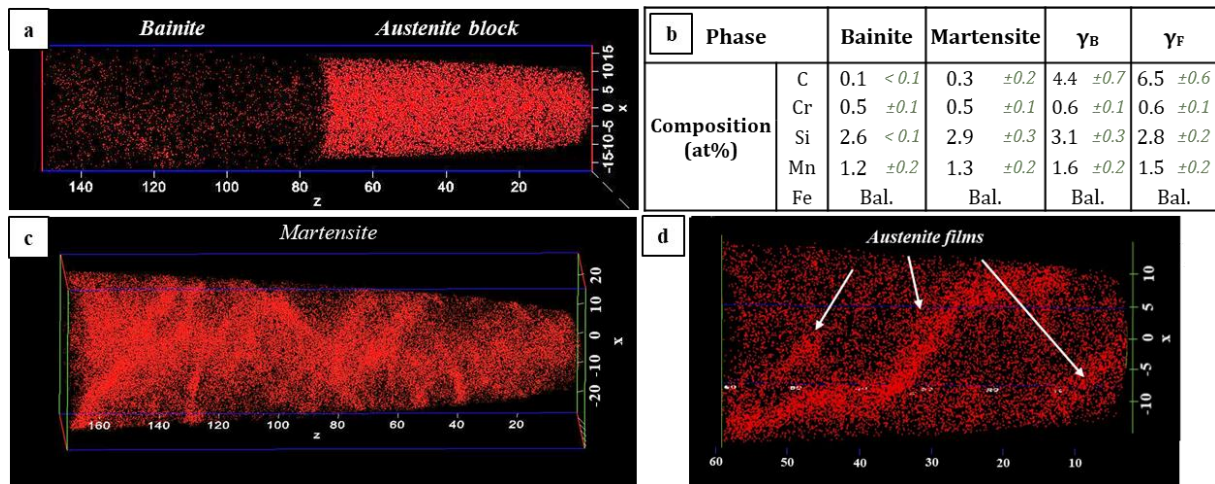 a
Bainite
Austenite block
-15-10-5 0 5 1015
x
140 120 100 80 60 40 20
z
b
Phase Bainite Martensite γB γF
Composition (at%)
C 0.1 < 0.1 0.3 ±0.2 4.4 ±0.7 6.5 ±0.6
Cr 0.5 ±0.1 0.5 ±0.1 0.6 ±0.1 0.6 ±0.1
Si 2.6 <0.1 2.9 ±0.3 3.1 ±0.3 2.8 ±0.2
Mn 1.2 ±0.2 1.3 ±0.2 1.6 ±0.2 1.5 ±0.2
Fe Bal. Bal. Bal. Bal.
c
Martensite
-20 -10 0 10 20
x
160 140 120 100 80 60 40 20
z
d
Austenite films
10
5
0
-5
-10
x
60 50 40 30 20 10